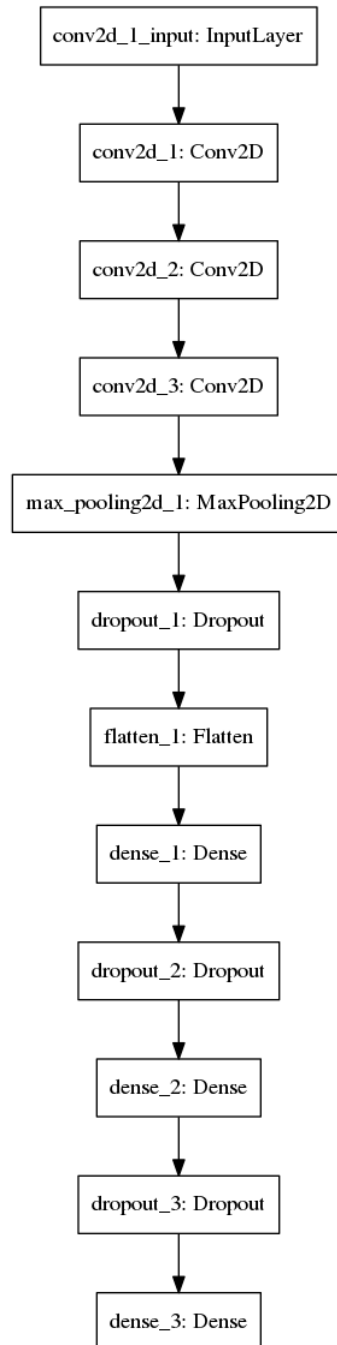 conv2d_1_input: InputLayer
conv2d_1: Conv2D
conv2d_2: Conv2D
conv2d_3: Conv2D
max_pooling2d_1: MaxPooling2D
dropout_1: Dropout
flatten_1: Flatten
dense_1: Dense
dropout_2: Dropout
dense_2: Dense
dropout_3: Dropout
dense_3: Dense